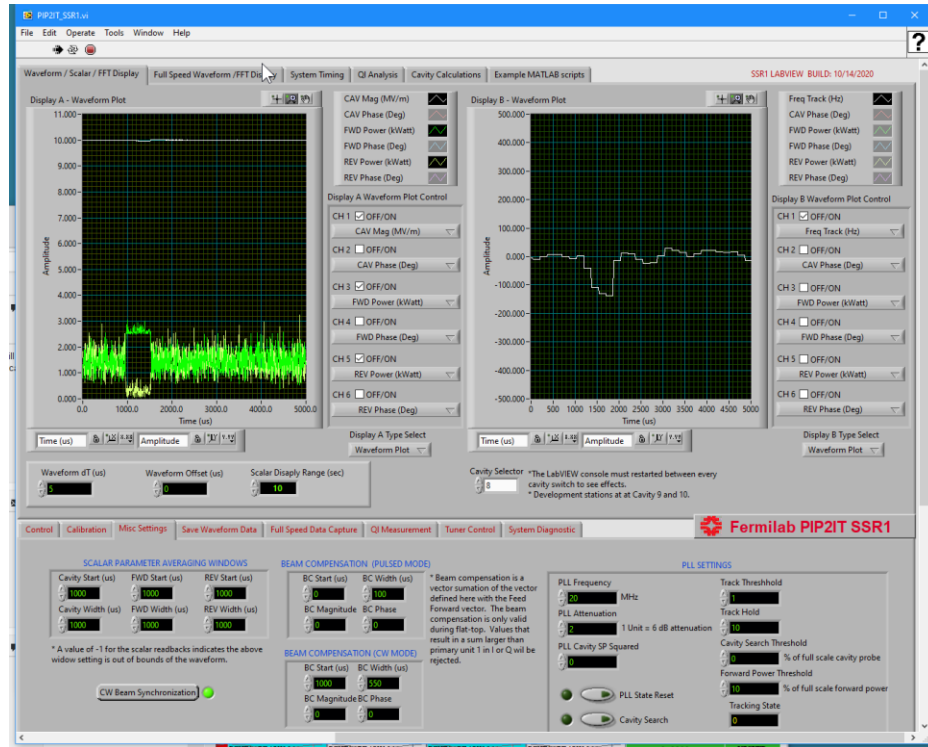 PIP2IT_SSR1.vi
File Edit Operate Tools Window Help
?
Waveform / Scalar / FFT Display
Full Speed Waveform /FFT Display
System Timing
QI Analysis
Cavity Calculations
Example MATLAB scripts
SSR1 LABVIEW BUILD: 10/14/2020
Display A - Waveform Plot
11.000
10.000
9.000
8.000
7.000
6.000
5.000
4.000
3.000
2.000
1.000
0.000
Amplitude
0.0 1000.0 2000.0 3000.0 4000.0 5000.0
Time (us)
CAV Mag (MV/m)
CAV Phase (Deg)
FWD Power (kWatt)
FWD Phase (Deg)
REV Power (kWatt)
REV Phase (Deg)
Display A Waveform Plot Control
CH 1 OFF/ON
CAV Mag (MV/m)
CH 2 OFF/ON
CAV Phase (Deg)
CH 3 OFF/ON
FWD Power (kWatt)
CH 4 OFF/ON
FWD Phase (Deg)
CH 5 OFF/ON
REV Power (kWatt)
CH 6 OFF/ON
REV Phase (Deg)
Display A Type Select
Waveform Plot
Time (us)
Amplitude
Display B - Waveform Plot
500.000
400.000
300.000
200.000
100.000
0.000
-100.000
-200.000
-300.000
-400.000
-500.000
Amplitude
0 500 1000 1500 2000 2500 3000 3500 4000 4500 5000
Time (us)
Freq Track (Hz)
CAV Phase (Deg)
FWD Power (kWatt)
FWD Phase (Deg)
REV Power (kWatt)
REV Phase (Deg)
Display B Waveform Plot Control
CH 1 OFF/ON
Freq Track (Hz)
CH 2 OFF/ON
CAV Phase (Deg)
CH 3 OFF/ON
FWD Power (kWatt)
CH 4 OFF/ON
FWD Phase (Deg)
CH 5 OFF/ON
REV Power (kWatt)
CH 6 OFF/ON
REV Phase (Deg)
Display B Type Select
Waveform Plot
Time (us)
Amplitude
Waveform dT (us)
5
Waveform Offset (us)
0
Scalar Disaply Range (sec)
10
Cavity Selector
8
*The LabVIEW console must restarted between every
cavity switch to see effects.
* Development stations at at Cavity 9 and 10.
Control
Calibration
Misc Settings
Save Waveform Data
Full Speed Data Capture
QI Measurement
Tuner Control
System Diagnostic
Fermilab PIP2IT SSR1
SCALAR PARAMETER AVERAGING WINDOWS
Cavity Start (us) FWD Start (us) REV Start (us)
1000 1000 1000
Cavity Width (us) FWD Width (us) REV Width (us)
1000 1000 1000
* A value of -1 for the scalar readbacks indicates the above
widow setting is out of bounds of the waveform.
CW Beam Synchronization
BEAM COMPENSATION (PULSED MODE)
BC Start (us) BC Width (us)
0 100
BC Magnitude BC Phase
0 0
BEAM COMPENSATION (CW MODE)
BC Start (us) BC Width (us)
1000 550
BC Magnitude BC Phase
0 0
* Beam compensation is a
vector sumation of the vector
defined here with the Feed
Forward vector. The beam
compensation is only valid
during flat-top. Values that
result in a sum larger than
primary unit 1 in I or Q will be
rejected.
PLL SETTINGS
PLL Frequency
20 MHz
PLL Attenuation
2 1 Unit = 6 dB attenuation
PLL Cavity SP Squared
0
PLL State Reset
Cavity Search
Track Threshhold
1
Track Hold
10
Cavity Search Threshold
0 % of full scale cavity probe
Forward Power Threshold
10 % of full scale forward power
Tracking State
0